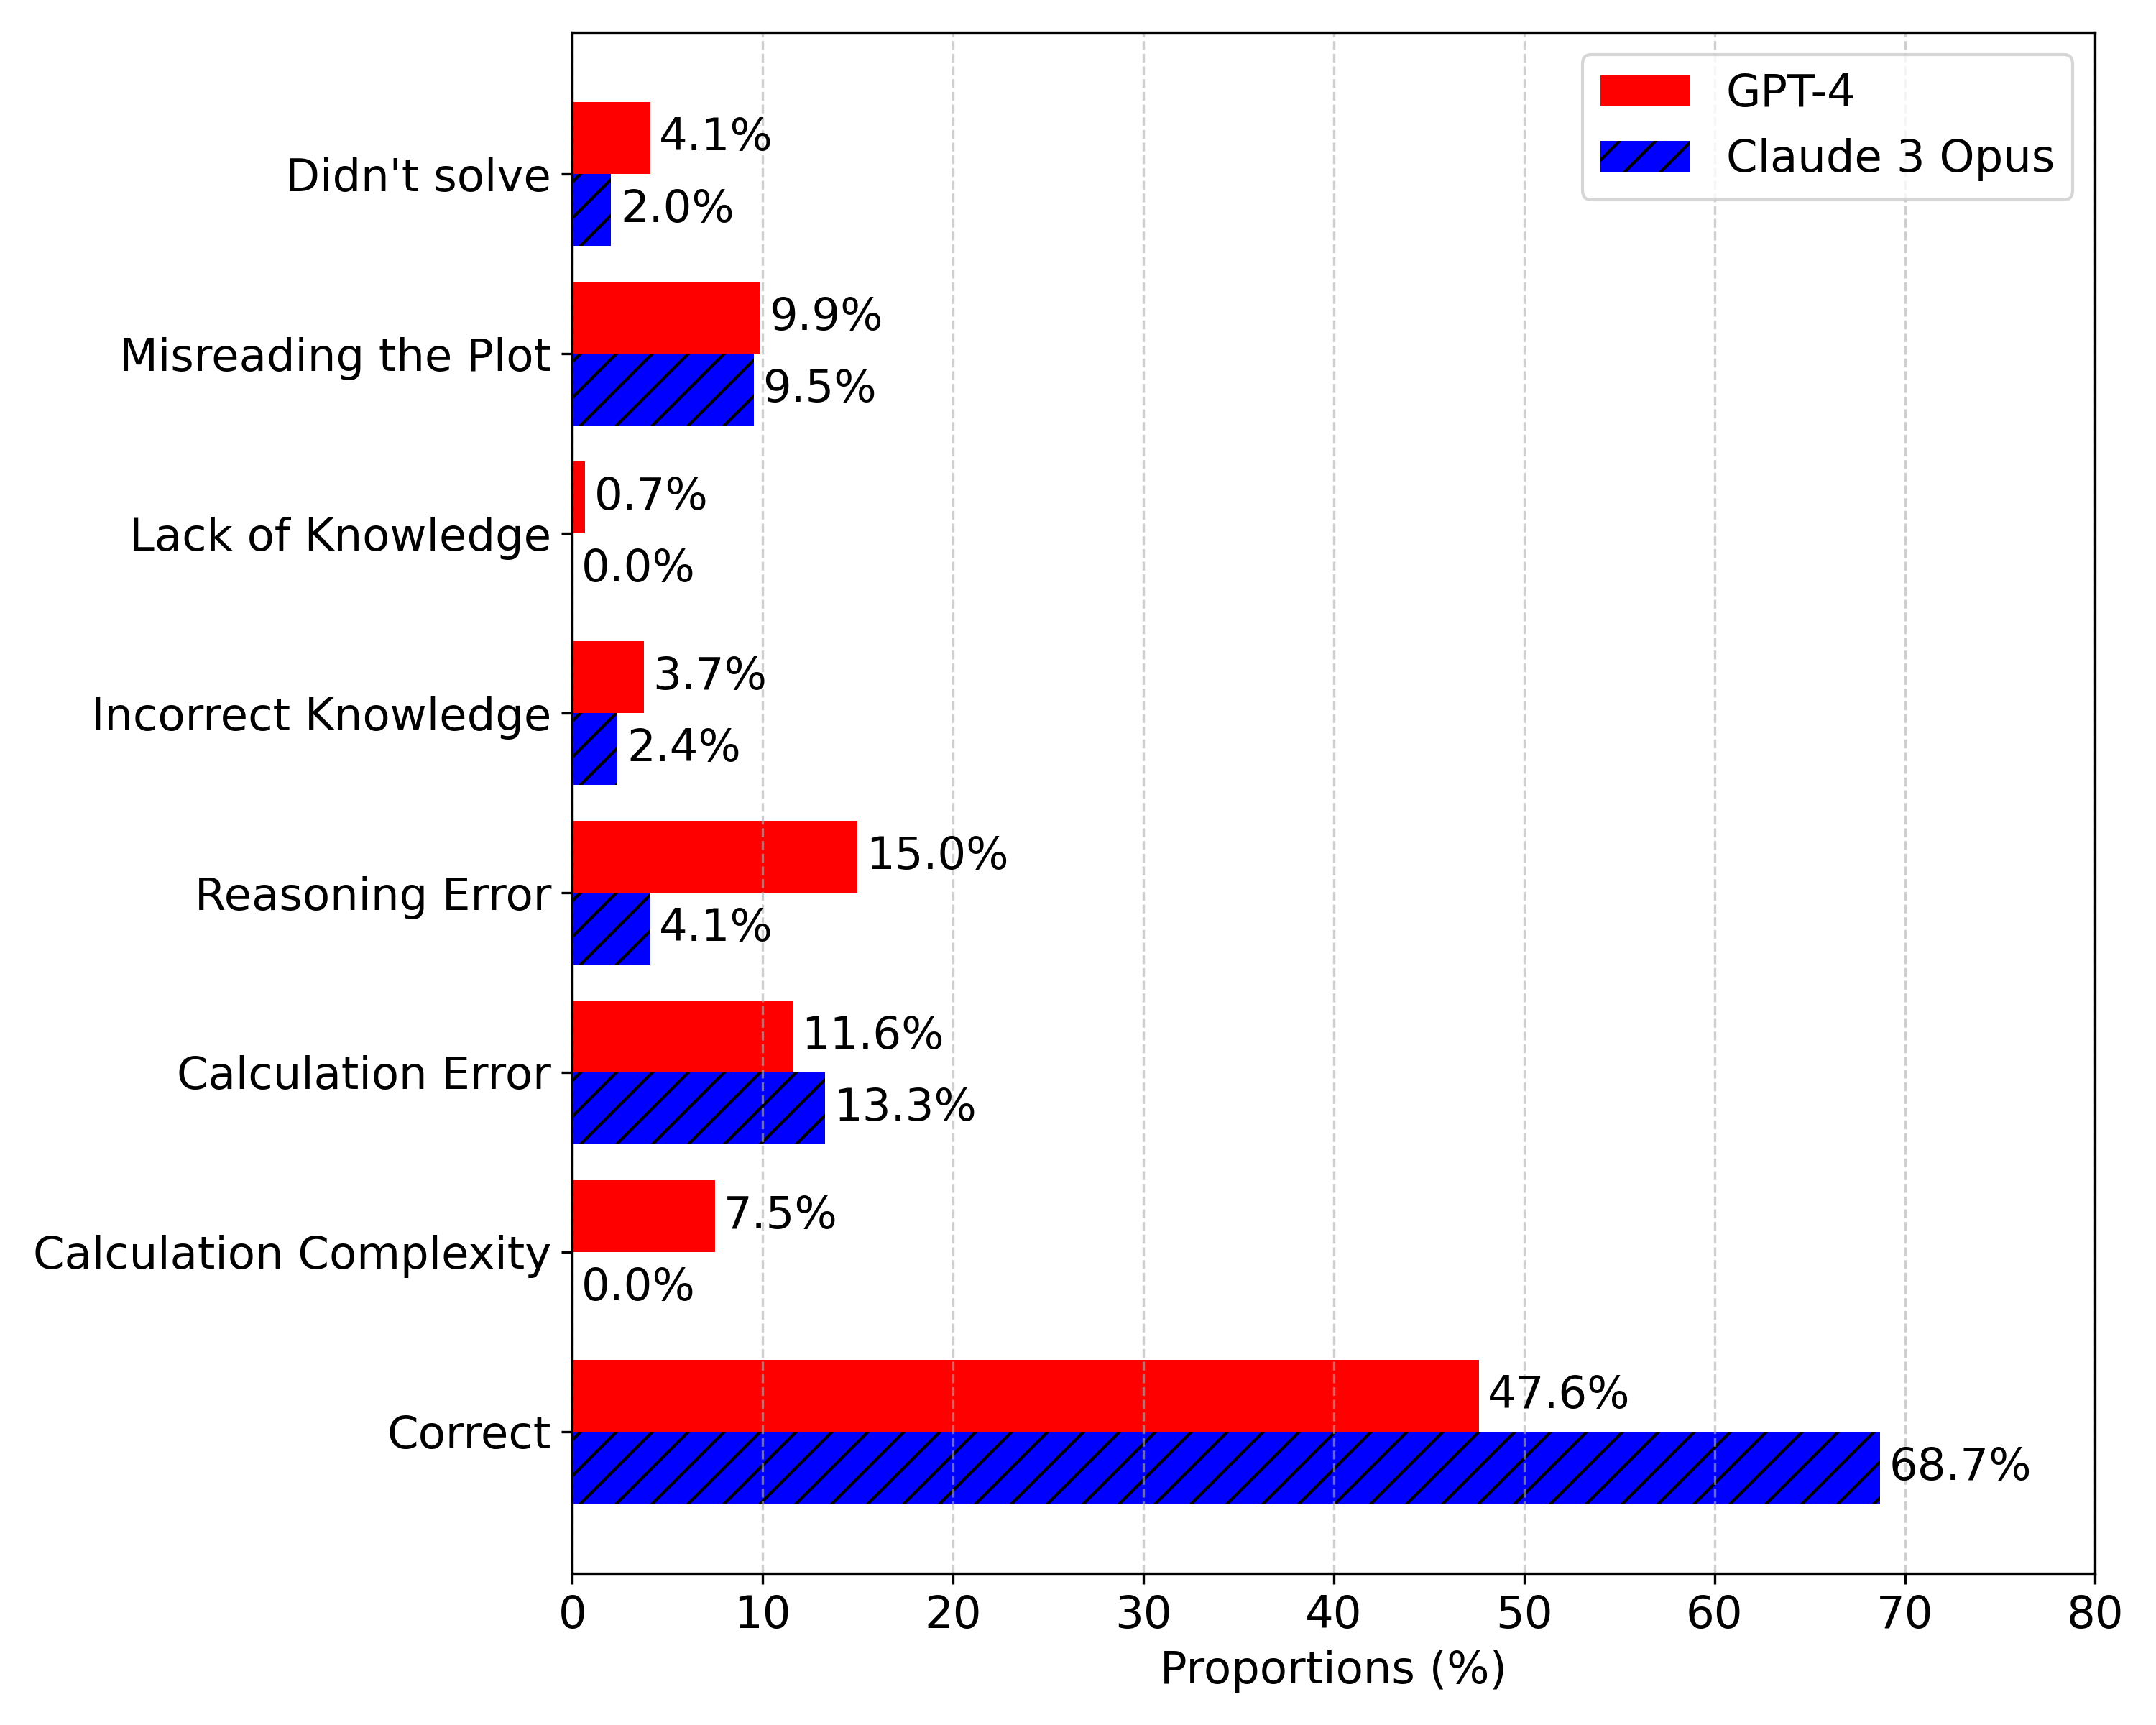 GPT-4
Claude 3 Opus
Didn't solve
4.1%
2.0%
Misreading the Plot
9.9%
9.5%
Lack of Knowledge
0.7%
0.0%
Incorrect Knowledge
3.7%
2.4%
Reasoning Error
15.0%
4.1%
Calculation Error
11.6%
13.3%
Calculation Complexity
7.5%
0.0%
Correct
47.6%
68.7%
0 10 20 30 40 50 60 70 80
Proportions (%)